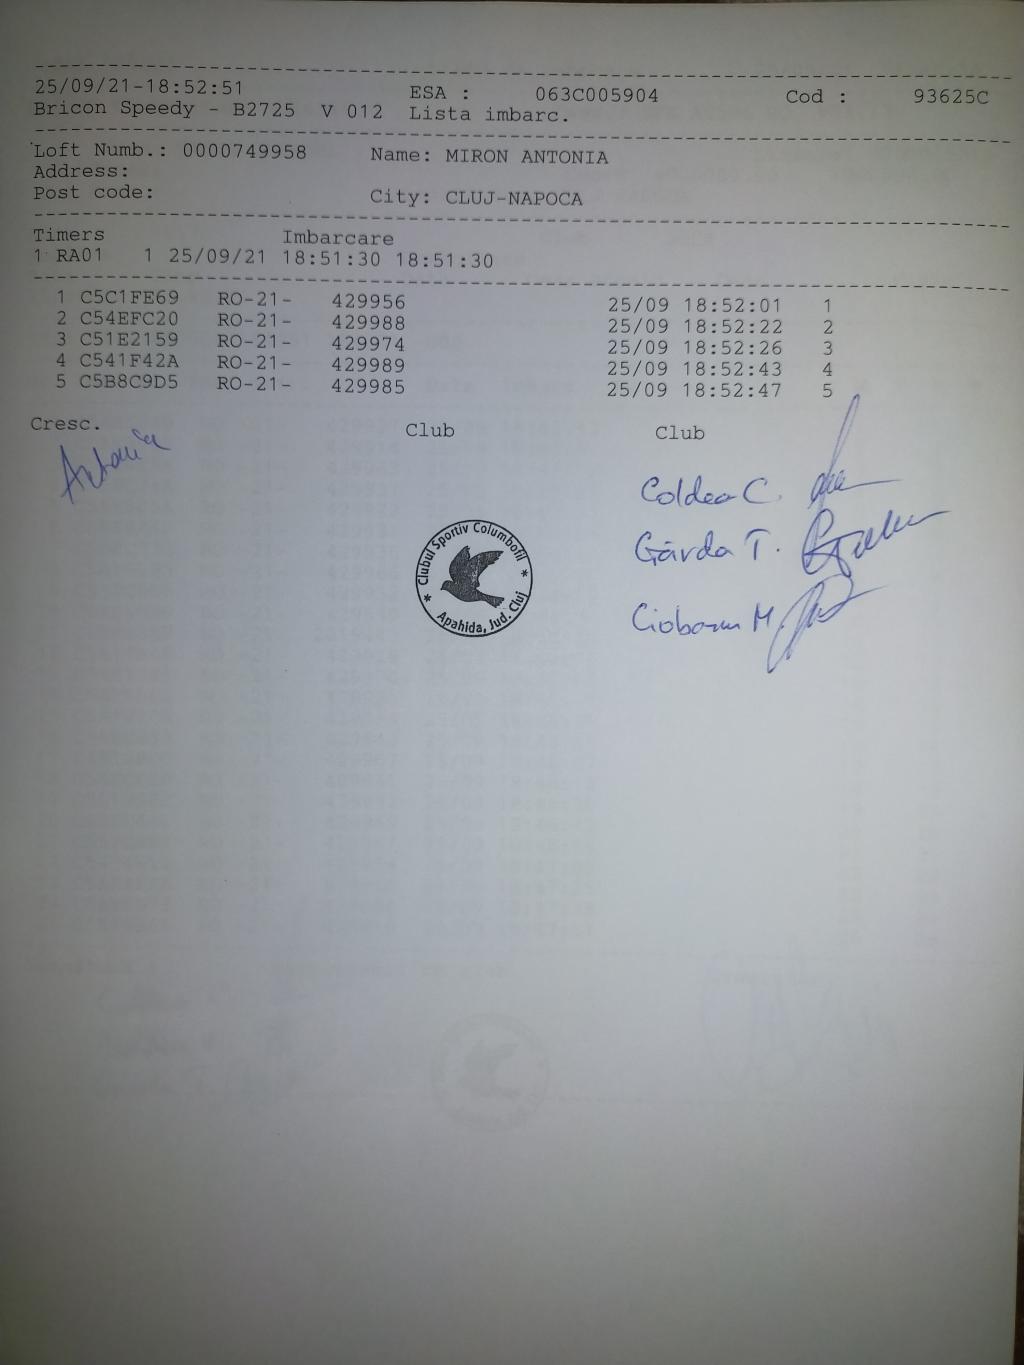 25/09/21-18:52:51 ESA : 063C005904 Cod : 93625C
Bricon Speedy - B2725 V 012 Lista imbarc.
Loft Numb.: 0000749958 Name: MIRON ANTONIA
Address:
Post code: City: CLUJ-NAPOCA
Timers Imbarcare
1 RA01 1 25/09/21 18:51:30 18:51:30
1 C5C1FE69 RO-21- 429956 25/09 18:52:01 1
2 C54EFC20 RO-21- 429988 25/09 18:52:22 2
3 C51E2159 RO-21- 429974 25/09 18:52:26 3
4 C541F42A RO-21- 429989 25/09 18:52:43 4
5 C5B8C9D5 RO-21- 429985 25/09 18:52:47 5
Cresc. Club Club
Antonia
Coldea C.
Gârda T.
Ciobanu M
* Clubul Sportiv Columbofil *
Apahida, Jud. Cluj